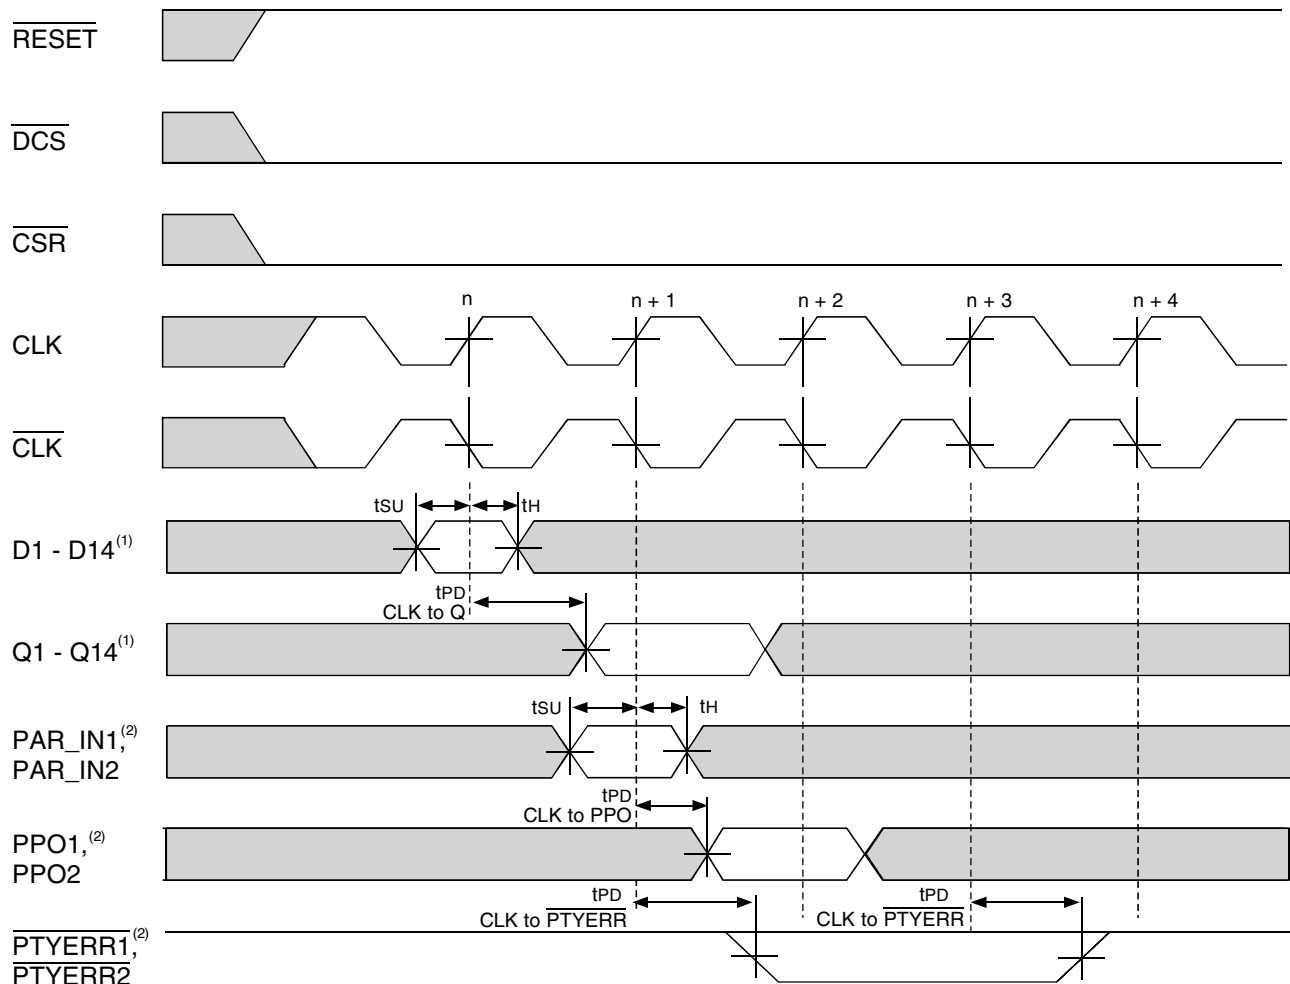 RESET
DCS
CSR
n
n + 1
n + 2
n + 3
n + 4
CLK
CLK
tSU
tH
D1 - D14(1)
tPD
CLK to Q
Q1 - Q14(1)
tSU
tH
PAR_IN1,(2)
PAR_IN2
tPD
CLK to PPO
PPO1,(2)
PPO2
tPD
CLK to PTYERR
tPD
CLK to PTYERR
PTYERR1,(2)
PTYERR2